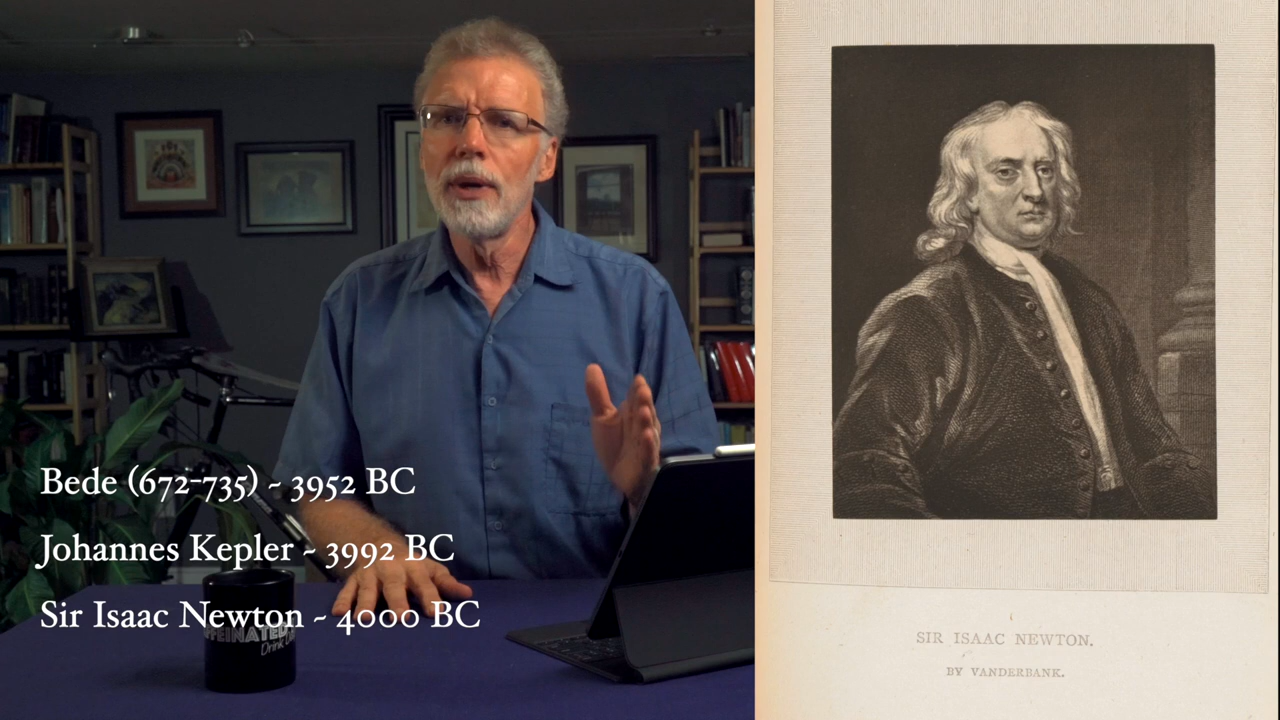 Bede (672-735) ~ 3952 BC
Johannes Kepler ~ 3992 BC
Sir Isaac Newton ~ 4000 BC
Drink
SIR ISAAC NEWTON.
BY VANDERBANK.